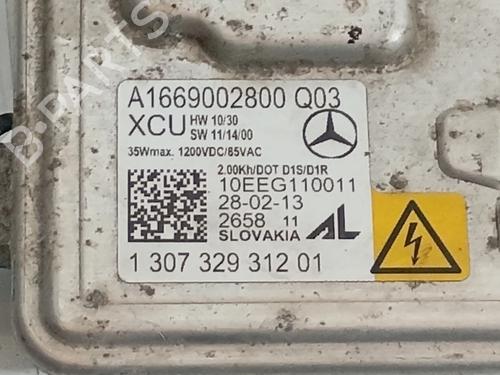 B-PARTS
A1669002800 Q03
XCU HW 10/30
SW 11/14/00
35Wmax. 1200VDC/85VAC
2.00Kh/DOT D1S/D1R
10EEG110011
28-02-13
2658 11
SLOVAKIA AL
1 307 329 312 01